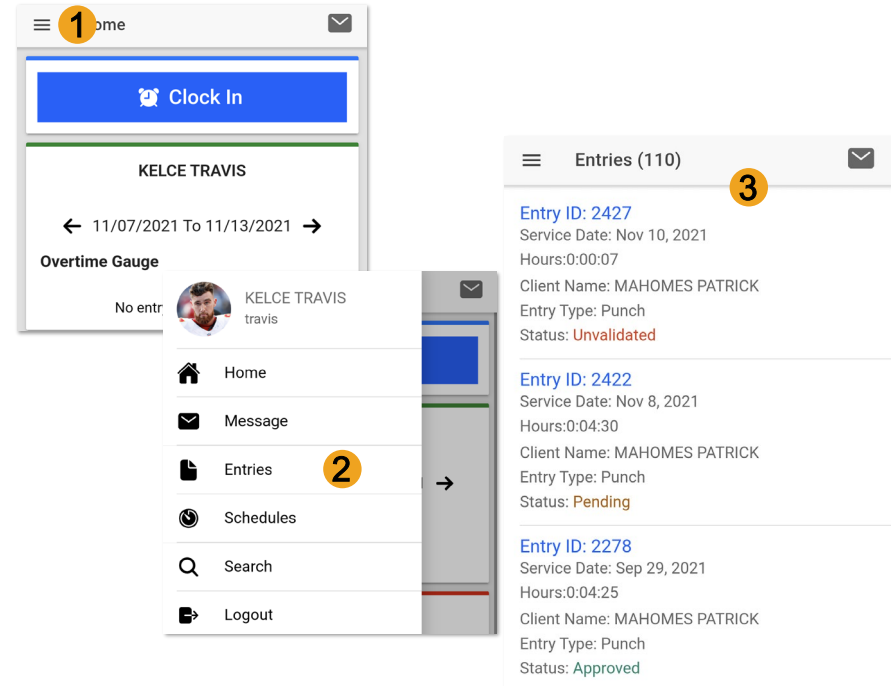 1
ome
Clock In
KELCE TRAVIS
11/07/2021 To 11/13/2021
Overtime Gauge
No entr
KELCE TRAVIS
travis
Home
Message
Entries
2
Schedules
Search
Logout
Entries (110)
3
Entry ID: 2427
Service Date: Nov 10, 2021
Hours:0:00:07
Client Name: MAHOMES PATRICK
Entry Type: Punch
Status: Unvalidated
Entry ID: 2422
Service Date: Nov 8, 2021
Hours:0:04:30
Client Name: MAHOMES PATRICK
Entry Type: Punch
Status: Pending
Entry ID: 2278
Service Date: Sep 29, 2021
Hours:0:04:25
Client Name: MAHOMES PATRICK
Entry Type: Punch
Status: Approved